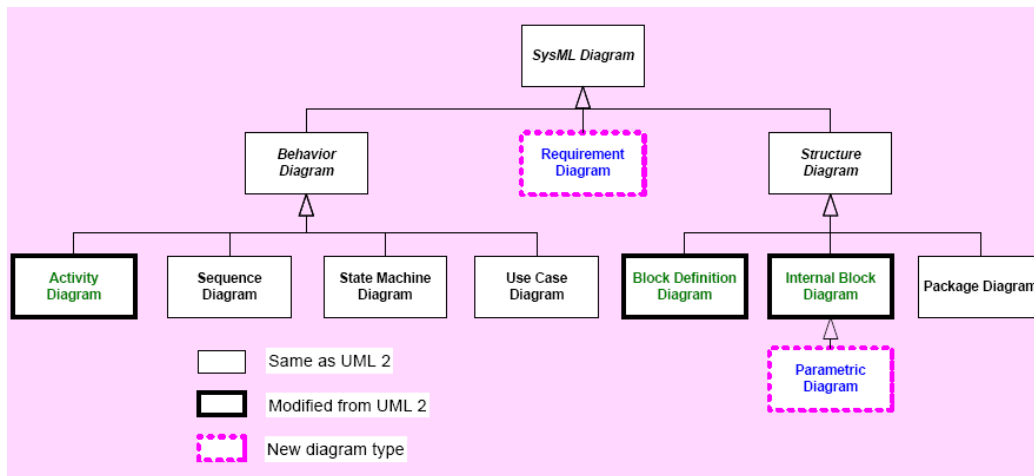 SysML Diagram
Behavior
Diagram
Requirement
Diagram
Structure
Diagram
Activity
Diagram
Sequence
Diagram
State Machine
Diagram
Use Case
Diagram
Block Definition
Diagram
Internal Block
Diagram
Package Diagram
Parametric
Diagram
Same as UML 2
Modified from UML 2
New diagram type